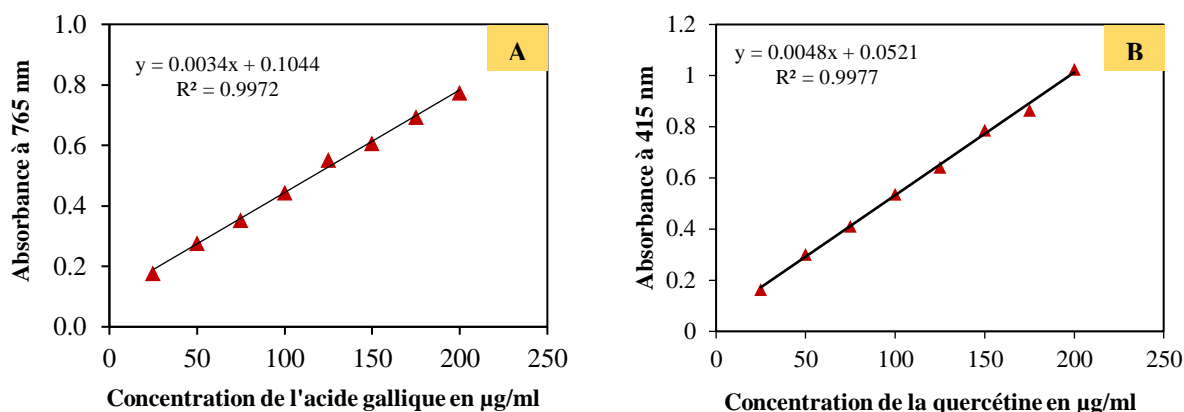 A
y = 0.0034x + 0.1044
R² = 0.9972
Absorbance à 765 nm
1.0
0.8
0.6
0.4
0.2
0.0
0 50 100 150 200 250
Concentration de l'acide gallique en µg/ml
B
y = 0.0048x + 0.0521
R² = 0.9977
Absorbance à 415 nm
1.2
1
0.8
0.6
0.4
0.2
0
0 50 100 150 200 250
Concentration de la quercétine en µg/ml